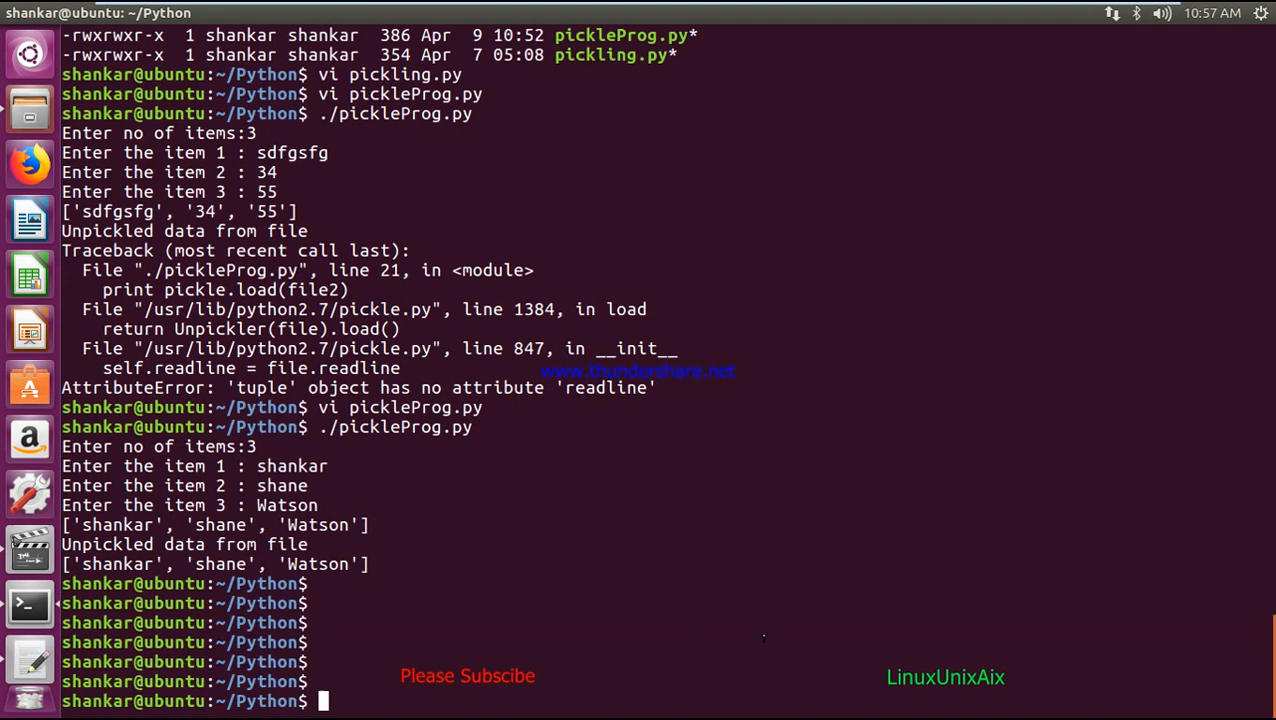 shankar@ubuntu: ~/Python
10:57 AM
-rwxrwxr-x 1 shankar shankar 386 Apr 9 10:52 pickleProg.py*
-rwxrwxr-x 1 shankar shankar 354 Apr 7 05:08 pickling.py*
shankar@ubuntu:~/Python$ vi pickling.py
shankar@ubuntu:~/Python$ vi pickleProg.py
shankar@ubuntu:~/Python$ ./pickleProg.py
Enter no of items:3
Enter the item 1 : sdfgsfg
Enter the item 2 : 34
Enter the item 3 : 55
['sdfgsfg', '34', '55']
Unpickled data from file
Traceback (most recent call last):
File "./pickleProg.py", line 21, in <module>
print pickle.load(file2)
File "/usr/lib/python2.7/pickle.py", line 1384, in load
return Unpickler(file).load()
File "/usr/lib/python2.7/pickle.py", line 847, in __init__
self.readline = file.readline
www.thundershare.net
AttributeError: 'tuple' object has no attribute 'readline'
shankar@ubuntu:~/Python$ vi pickleProg.py
shankar@ubuntu:~/Python$ ./pickleProg.py
Enter no of items:3
Enter the item 1 : shankar
Enter the item 2 : shane
Enter the item 3 : Watson
['shankar', 'shane', 'Watson']
Unpickled data from file
['shankar', 'shane', 'Watson']
shankar@ubuntu:~/Python$
shankar@ubuntu:~/Python$
shankar@ubuntu:~/Python$
shankar@ubuntu:~/Python$
shankar@ubuntu:~/Python$
shankar@ubuntu:~/Python$
Please Subscibe
LinuxUnixAix
shankar@ubuntu:~/Python$